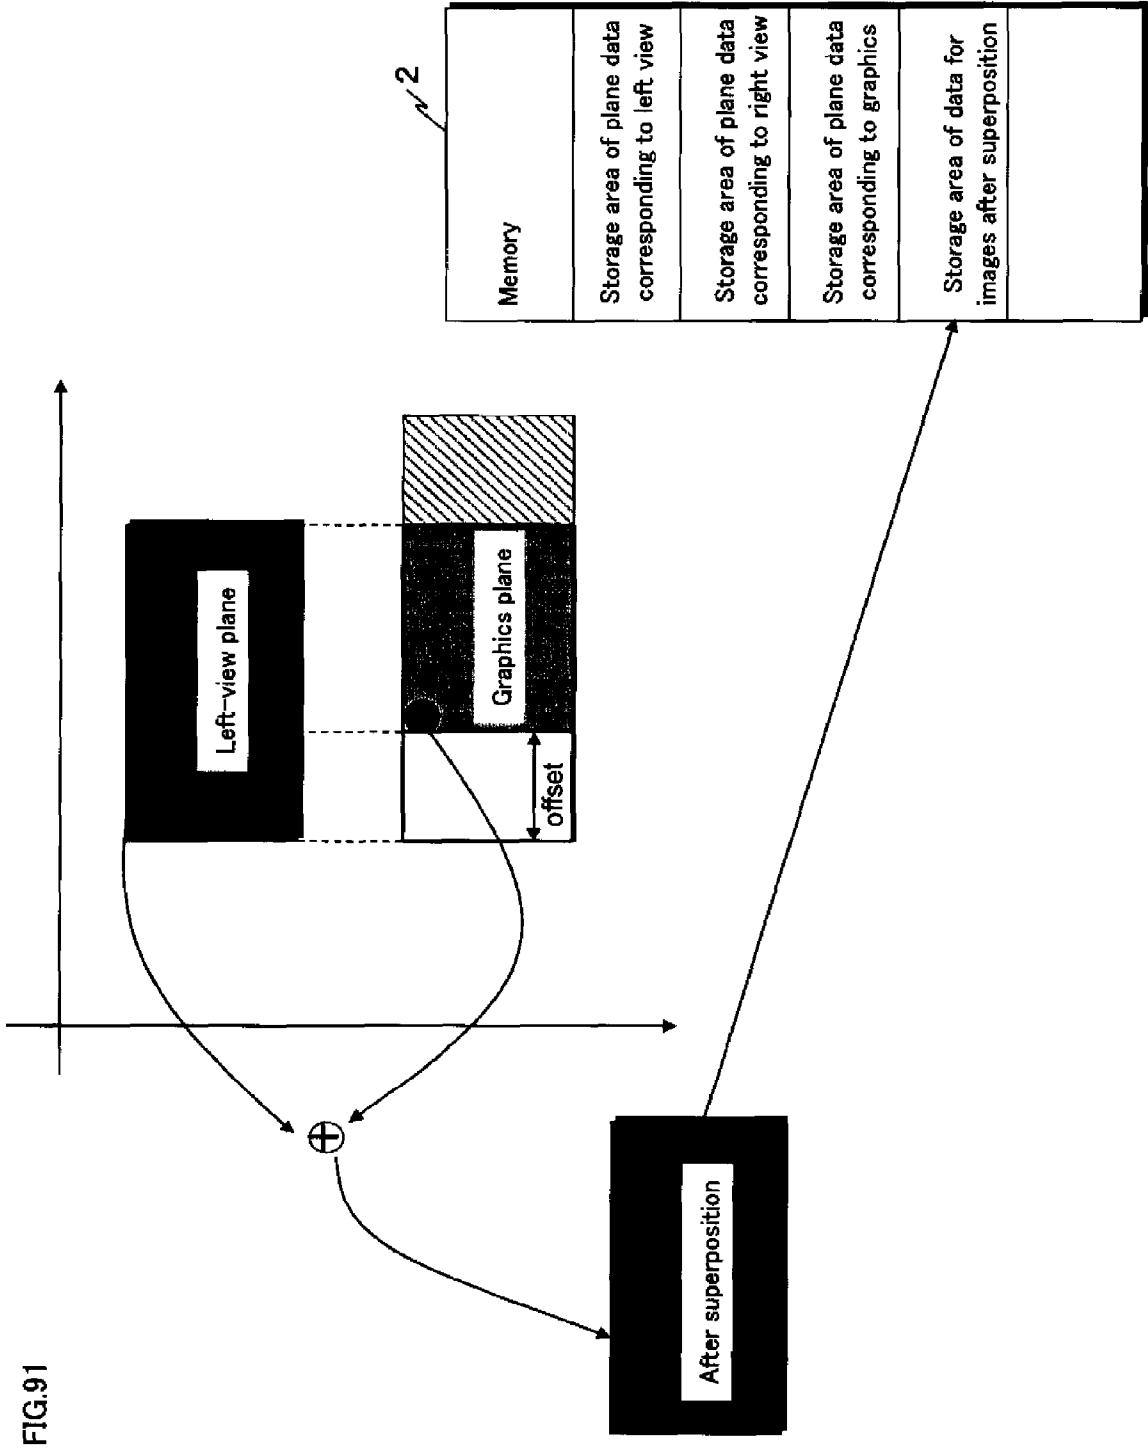 FIG.91
Left-view plane
Graphics plane
offset
After superposition
2
Memory
Storage area of plane data
corresponding to left view
Storage area of plane data
corresponding to right view
Storage area of plane data
corresponding to graphics
Storage area of data for
images after superposition